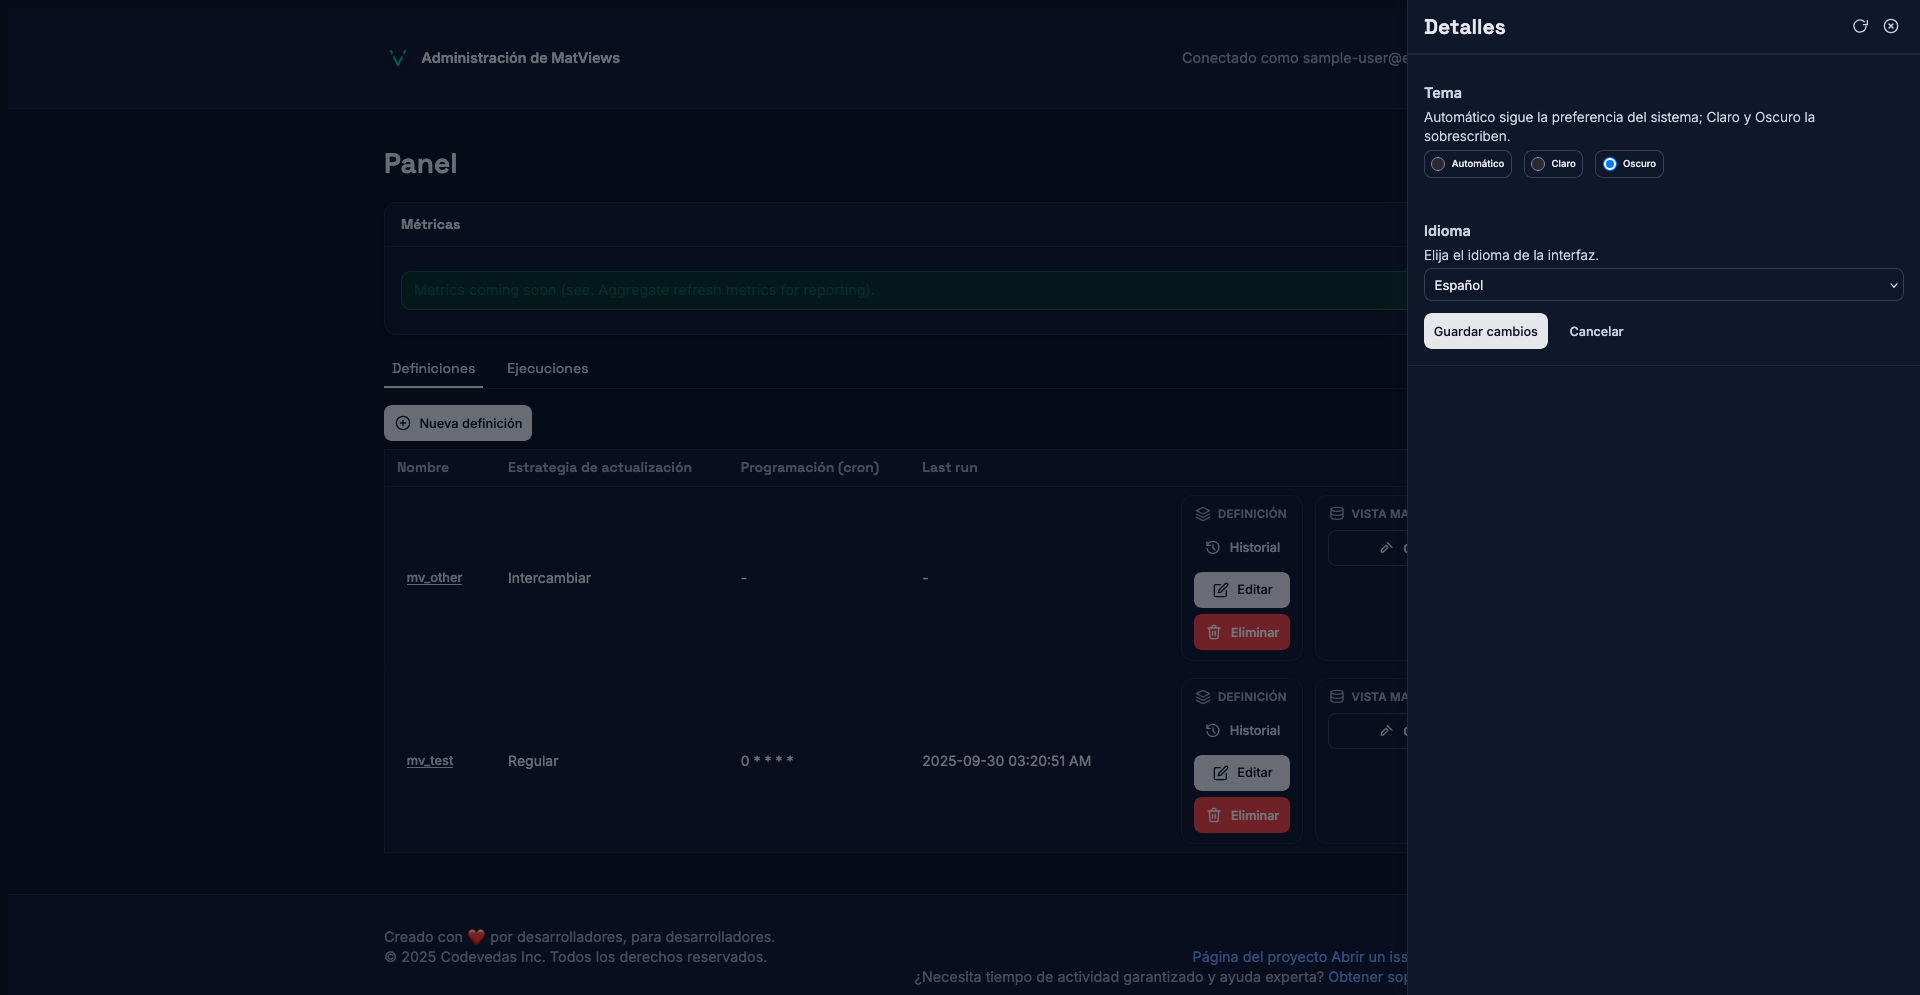 Administración de MatViews
Conectado como sample-user@e
Panel
Métricas
Metrics coming soon (see: Aggregate refresh metrics for reporting).
Definiciones
Ejecuciones
Nueva definición
Nombre
Estrategia de actualización
Programación (cron)
Last run
mv_other
Intercambiar
-
-
DEFINICIÓN
Historial
Editar
Eliminar
VISTA MA
mv_test
Regular
0 * * * *
2025-09-30 03:20:51 AM
DEFINICIÓN
Historial
Editar
Eliminar
VISTA MA
Creado con ❤️ por desarrolladores, para desarrolladores.
© 2025 Codevedas Inc. Todos los derechos reservados.
Página del proyecto Abrir un iss
¿Necesita tiempo de actividad garantizado y ayuda experta? Obtener sop
Detalles
Tema
Automático sigue la preferencia del sistema; Claro y Oscuro la
sobrescriben.
Automático
Claro
Oscuro
Idioma
Elija el idioma de la interfaz.
Español
Guardar cambios
Cancelar